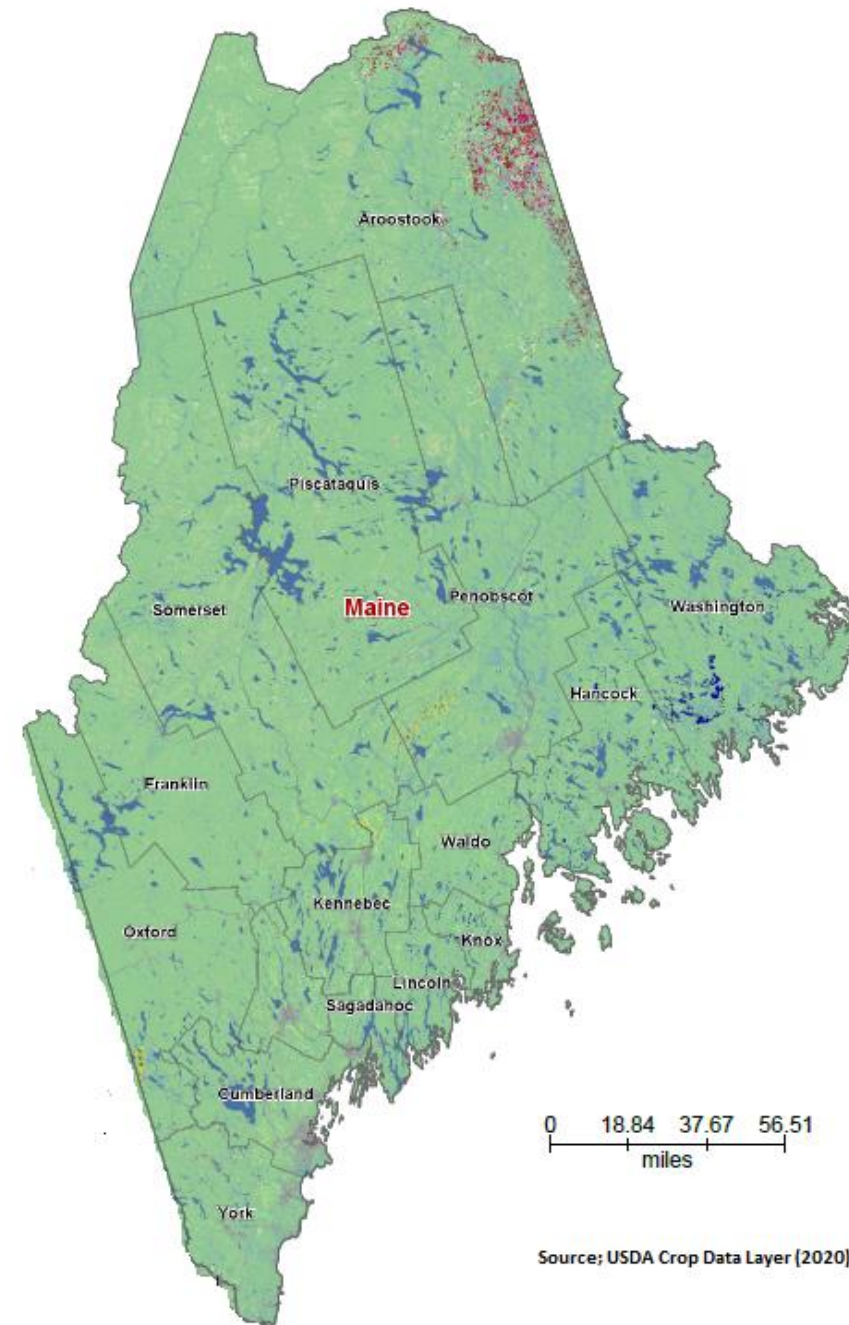 Aroostook
Piscataquis
Somerset
Maine
Penobscot
Washington
Hancock
Franklin
Waldo
Kennebec
Oxford
Knox
Lincoln
Sagadahoc
Cumberland
0 18.84 37.67 56.51
miles
York
Source; USDA Crop Data Layer (2020)